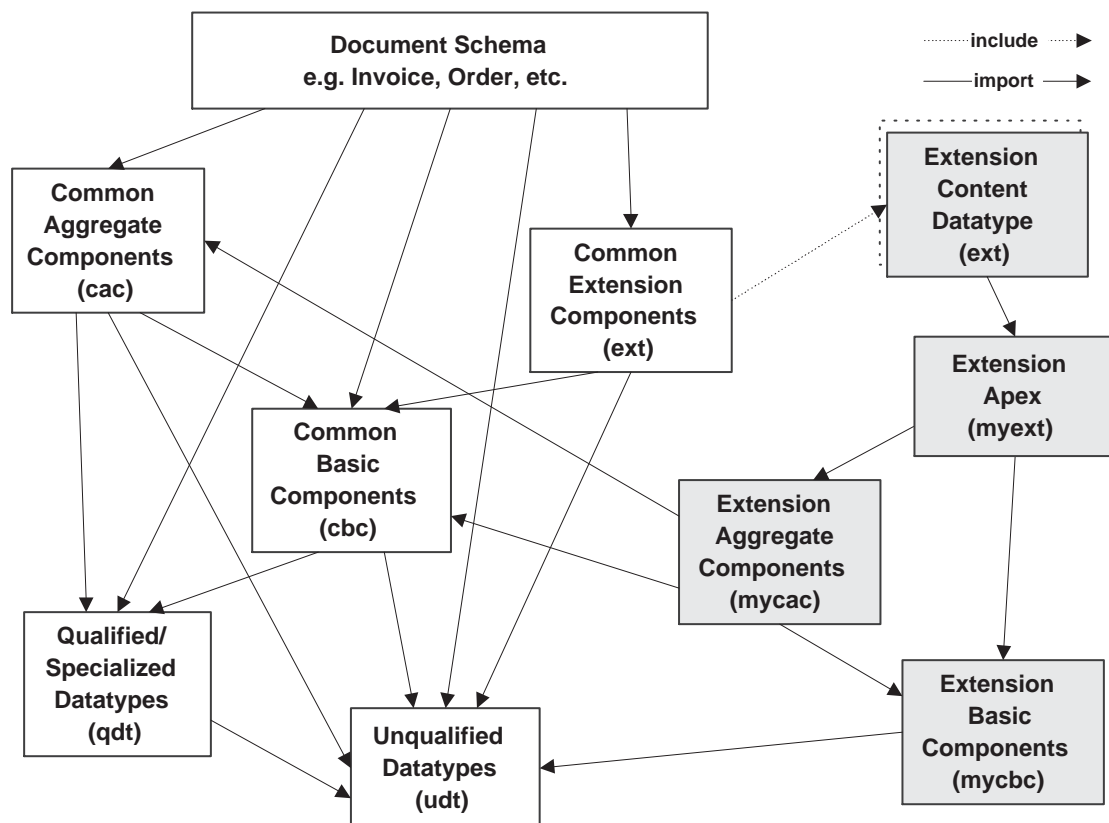 Document Schema
e.g. Invoice, Order, etc.
include
import
Extension
Content
Datatype
(ext)
Common
Aggregate
Components
(cac)
Common
Extension
Components
(ext)
Extension
Apex
(myext)
Common
Basic
Components
(cbc)
Extension
Aggregate
Components
(mycac)
Qualified/
Specialized
Datatypes
(qdt)
Unqualified
Datatypes
(udt)
Extension
Basic
Components
(mycbc)